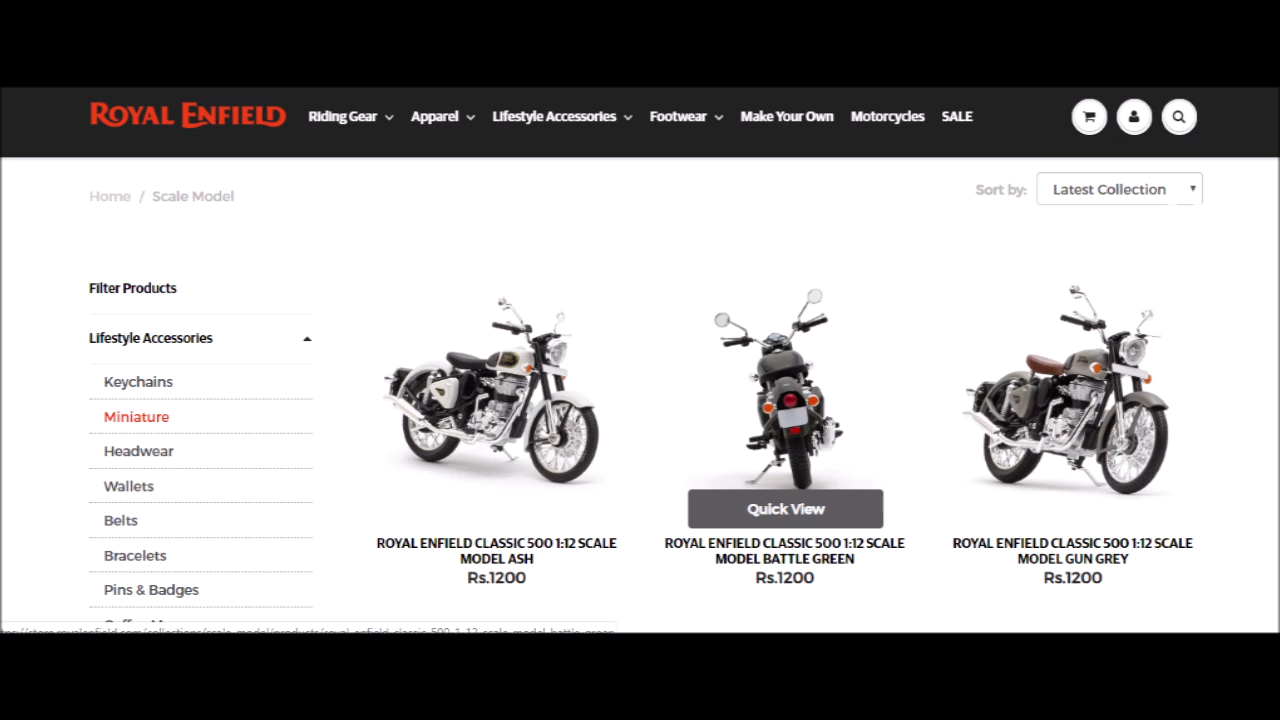 ROYAL ENFIELD
Riding Gear Apparel Lifestyle Accessories Footwear Make Your Own Motorcycles SALE
Home / Scale Model
Sort by: Latest Collection
Filter Products
Lifestyle Accessories
Keychains
Miniature
Headwear
Wallets
Belts
Bracelets
Pins & Badges
Quick View
ROYAL ENFIELD CLASSIC 500 1:12 SCALE
MODEL ASH
Rs.1200
ROYAL ENFIELD CLASSIC 500 1:12 SCALE
MODEL BATTLE GREEN
Rs.1200
ROYAL ENFIELD CLASSIC 500 1:12 SCALE
MODEL GUN GREY
Rs.1200